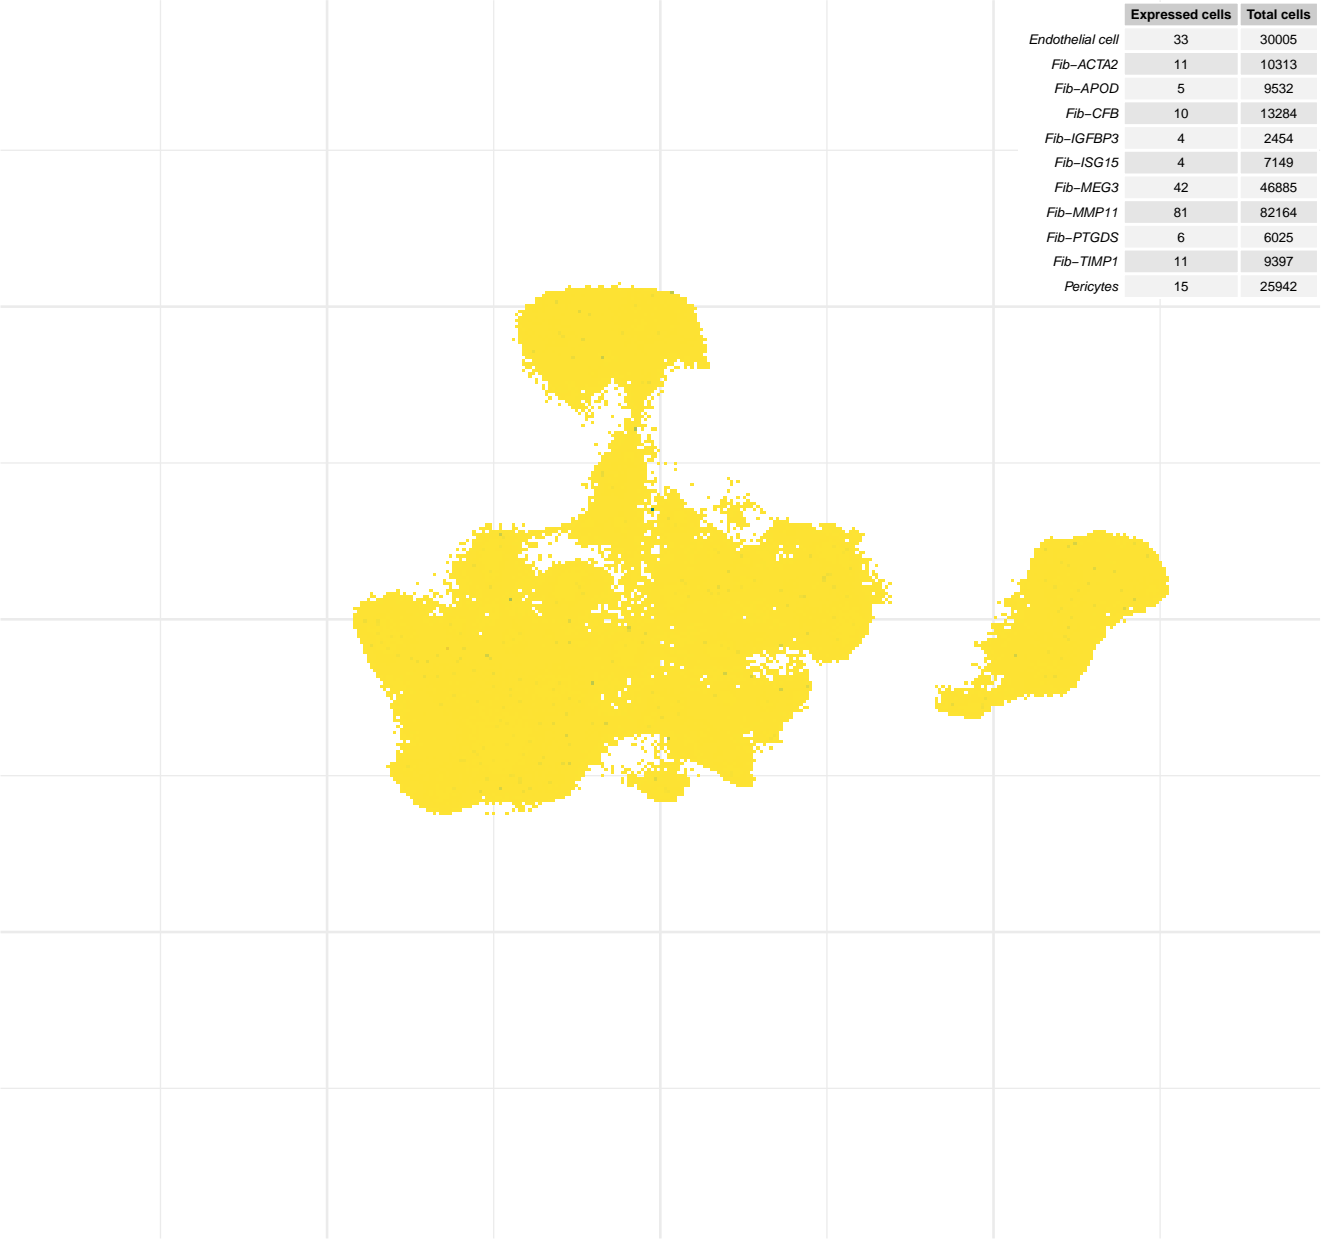 Expressed cells Total cells
Endothelial cell 33 30005
Fib−ACTA2 11 10313
Fib−APOD 5 9532
Fib−CFB 10 13284
Fib−IGFBP3 4 2454
Fib−ISG15 4 7149
Fib−MEG3 42 46885
Fib−MMP11 81 82164
Fib−PTGDS 6 6025
Fib−TIMP1 11 9397
Pericytes 15 25942